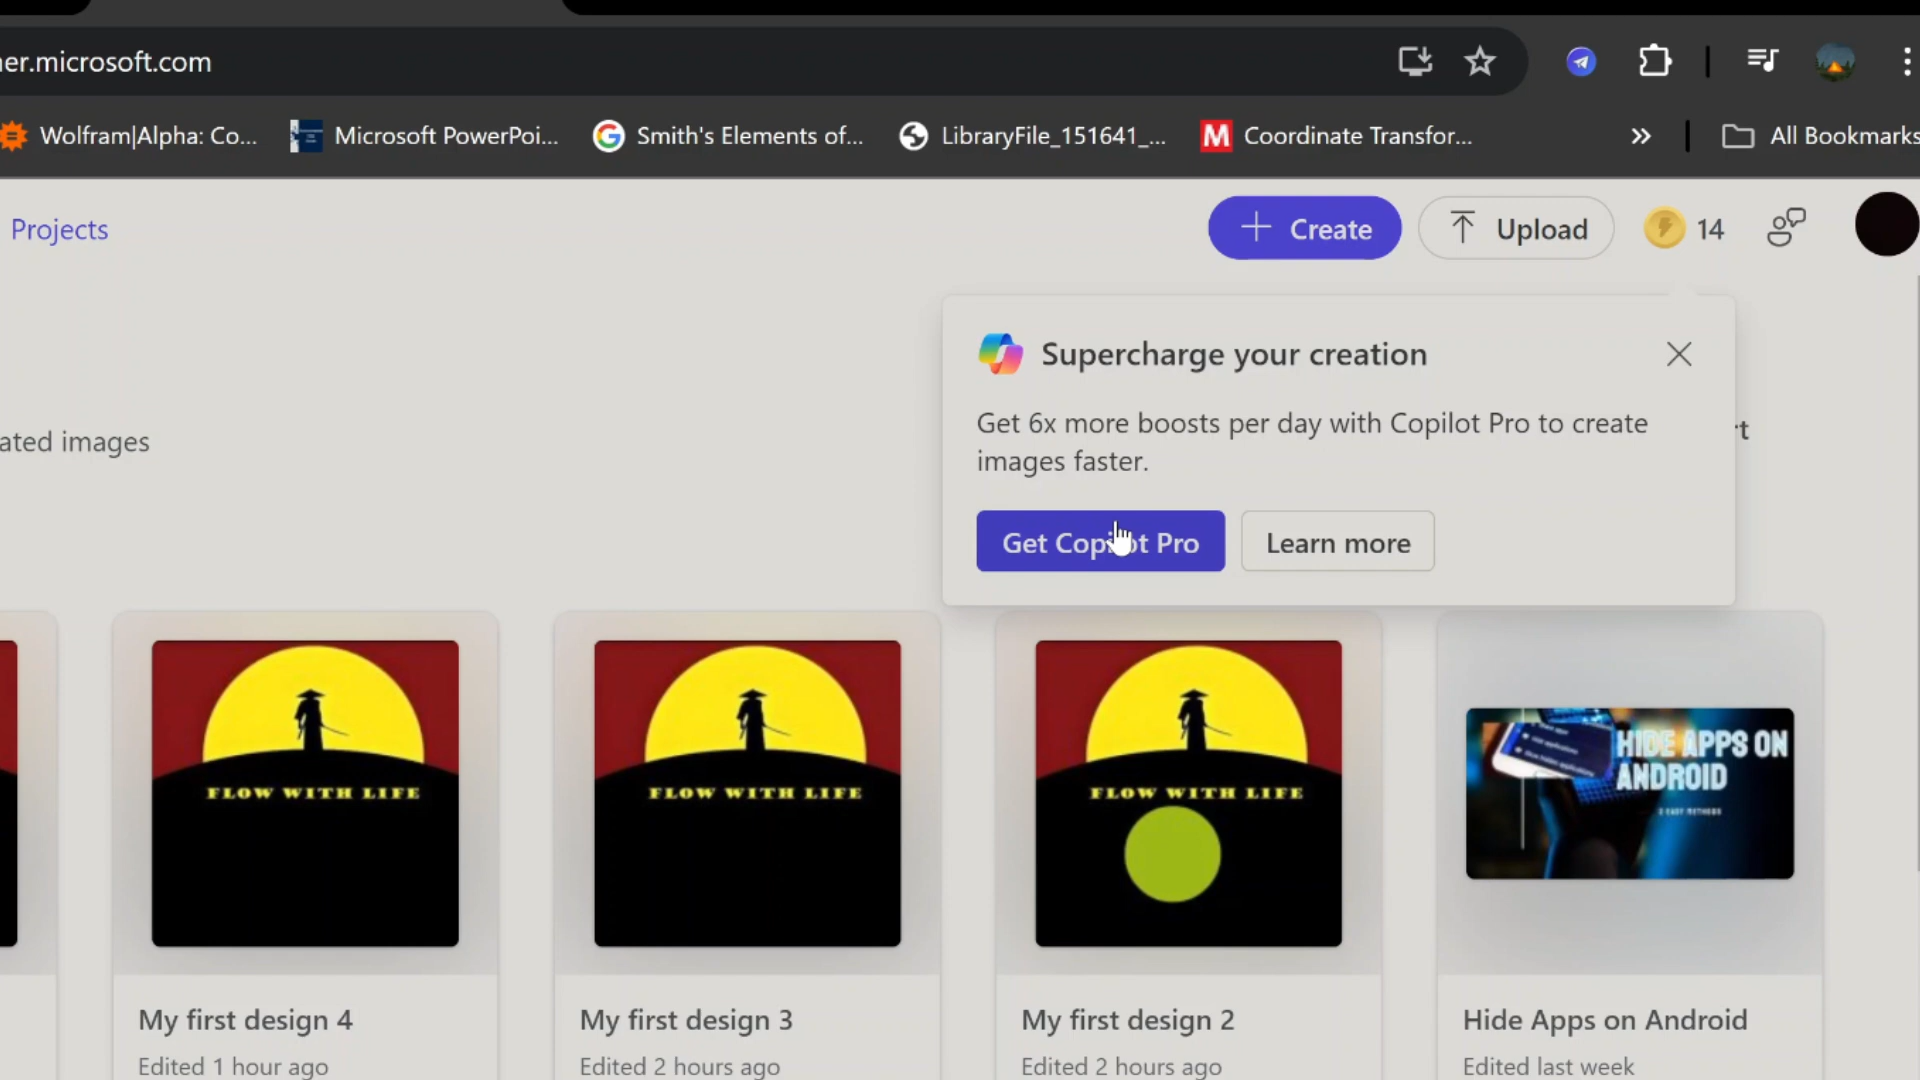 er.microsoft.com
Wolfram|Alpha: Co...
Microsoft PowerPoi...
Smith's Elements of...
LibraryFile_151641_...
Coordinate Transfor...
All Bookmarks
Projects
Create
Upload
14
Supercharge your creation
Get 6x more boosts per day with Copilot Pro to create
images faster.
ated images
rt
Get Copilot Pro
Learn more
FLOW WITH LIFE
FLOW WITH LIFE
FLOW WITH LIFE
HIDE APPS ON
ANDROID
My first design 4
My first design 3
My first design 2
Hide Apps on Android
Edited 1 hour ago
Edited 2 hours ago
Edited 2 hours ago
Edited last week